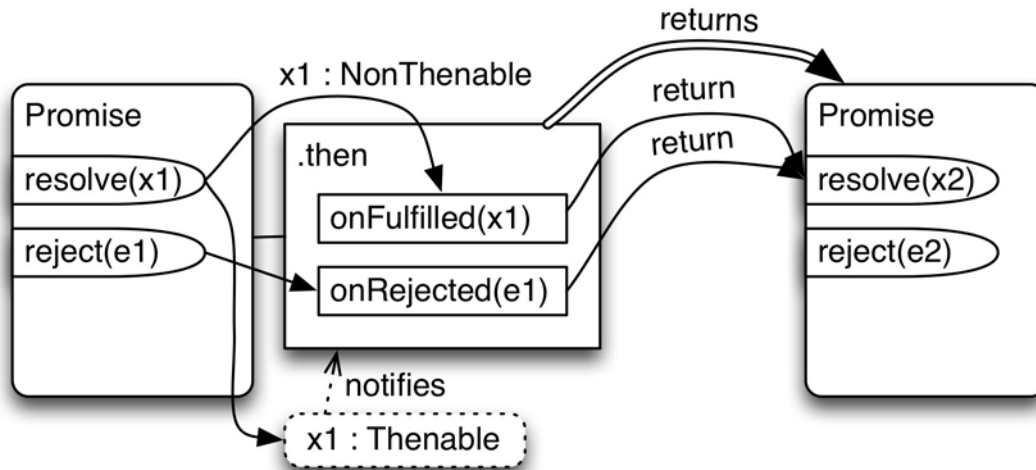 returns
x1 : NonThenable
return
Promise
Promise
return
.then
resolve(x1)
resolve(x2)
onFulfilled(x1)
reject(e1)
reject(e2)
onRejected(e1)
notifies
x1 : Thenable